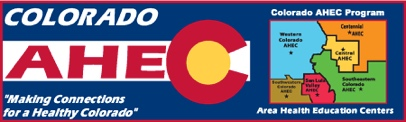 COLORADO
AHEC
"Making Connections
for a Healthy Colorado"
Colorado AHEC Program
Western
Colorado
AHEC
Centennial
AHEC
Central
AHEC
Southwestern
Colorado
AHEC
San Luis
Valley
AHEC
Southeastern
Colorado
AHEC
Area Health Education Centers